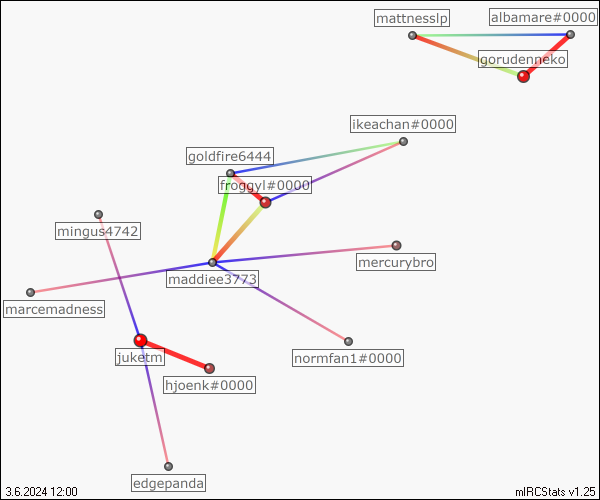 mattnesslp
albamare#0000
gorudenneko
ikeachan#0000
goldfire6444
froggyl#0000
mingus4742
mercurybro
maddiee3773
marcemadness
juketm
normfan1#0000
hjoenk#0000
edgepanda
3.6.2024 12:00
mIRCStats v1.25